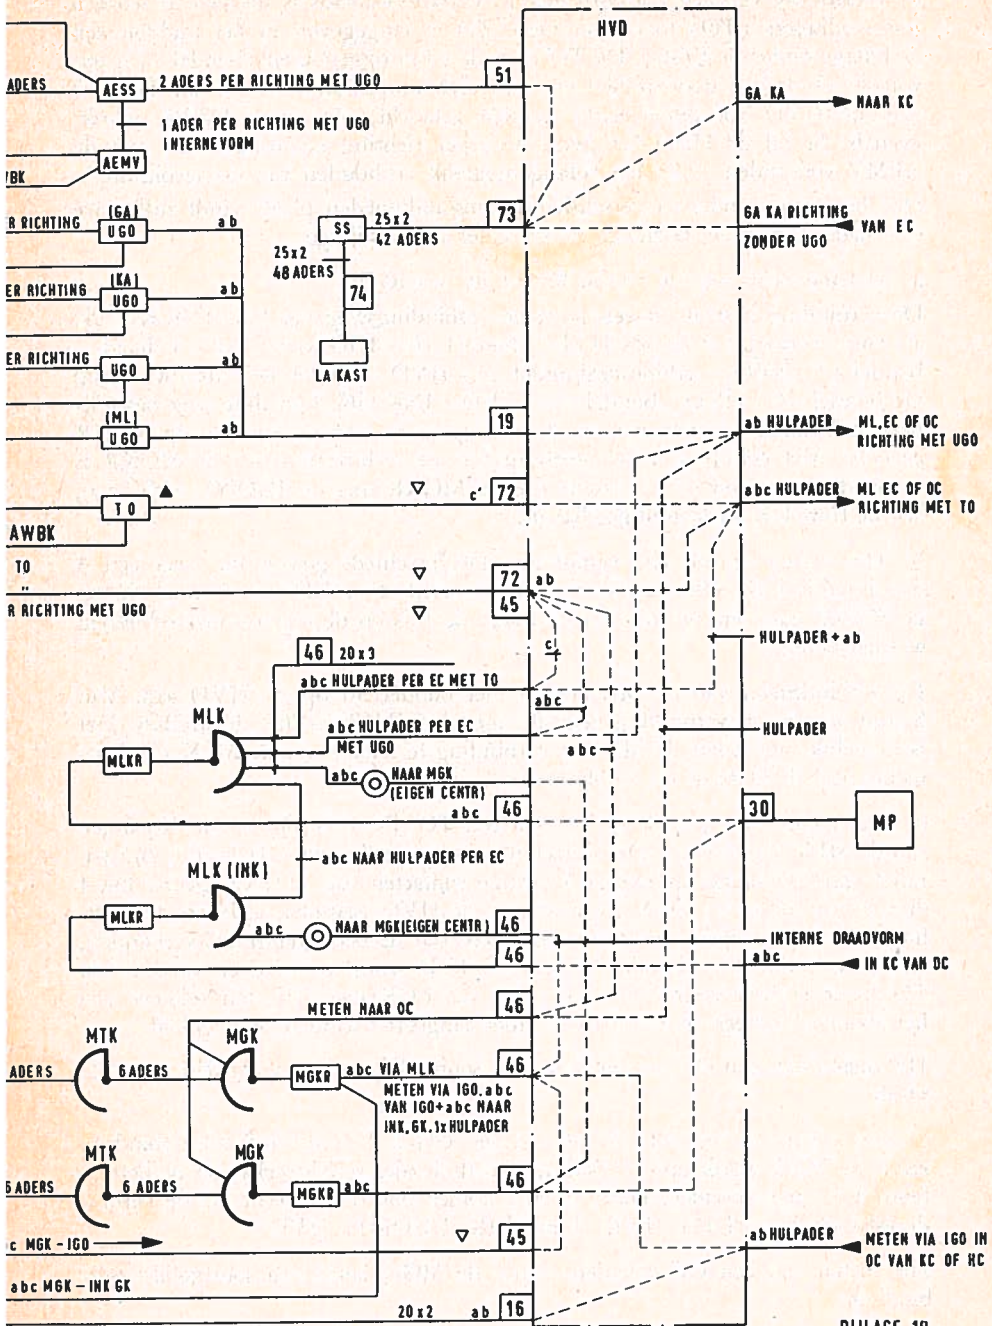 HVD
ADERS
AESS
2 ADERS PER RICHTING MET UGO
51
GA KA
NAAR KC
1 ADER PER RICHTING MET UGO
INTERNEVORM
AEMV
WBK
(GA)
R RICHTING
UGO
ab
SS
25x2
42 ADERS
73
GA KA RICHTING
VAN EC
ZONDER UGO
25x2
48 ADERS
74
(KA)
ER RICHTING
UGO
ab
LA KAST
ER RICHTING
UGO
ab
(ML)
UGO
ab
19
ab HULPADER
ML,EC OF OC
RICHTING MET UGO
TO
c'
72
abc HULPADER
ML EC OF OC
RICHTING MET TO
AWBK
TO
"
72
ab
R RICHTING MET UGO
45
46
20x3
c
HULPADER+ab
abc HULPADER PER EC MET TO
abc
MLK
abc HULPADER PER EC
MET UGO
abc
HULPADER
MLKR
abc
NAAR MGK
(EIGEN CENTR)
abc
46
30
MP
abc NAAR HULPADER PER EC
MLK (INK)
MLKR
abc
NAAR MGK(EIGEN CENTR)
46
INTERNE DRAADVORM
46
abc
IN KC VAN OC
METEN NAAR OC
46
MTK
MGK
ADERS
6 ADERS
MGKR
abc VIA MLK
46
METEN VIA IGO.abc
VAN IGO+abc NAAR
INK.GK.1xHULPADER
MTK
MGK
6 ADERS
6 ADERS
MGKR
abc
46
c MGK-IGO
45
ab HULPADER
METEN VIA IGO IN
OC VAN KC OF HC
abc MGK-INK GK
20x2
ab
16